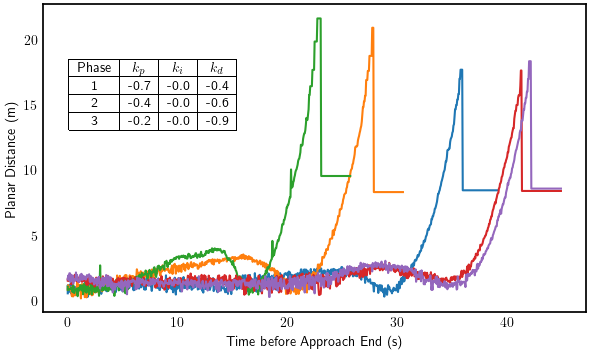 20
15
10
5
0
Planar Distance (m)
Phase k_p k_i k_d
1 -0.7 -0.0 -0.4
2 -0.4 -0.0 -0.6
3 -0.2 -0.0 -0.9
0 10 20 30 40
Time before Approach End (s)